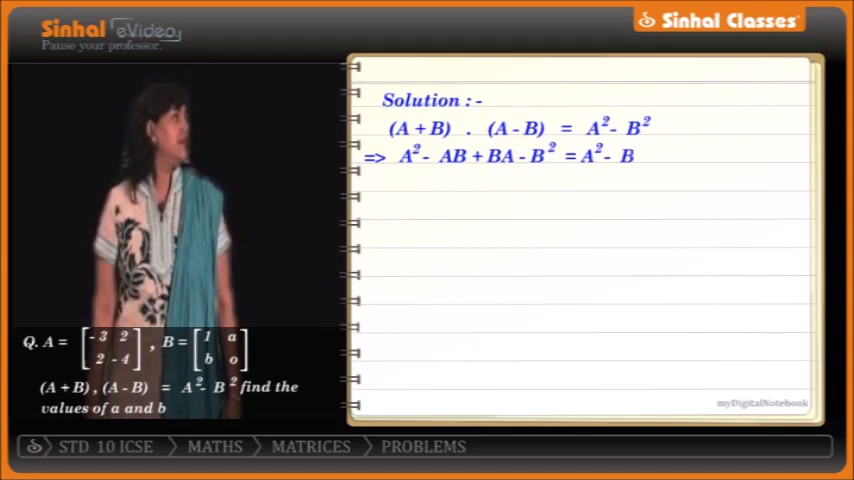 Sinhal eVideo
Pause your professor.
Sinhal Classes
Solution : -
(A + B) . (A - B) = A² - B²
=> A² - AB + BA - B² = A² - B
Q. A = [ - 3 2 2 - 4 ] , B = [ 1 a b o ]
(A + B) , (A - B) = A² - B² find the
values of a and b
myDigitalNotebook
STD 10 ICSE > MATHS > MATRICES > PROBLEMS